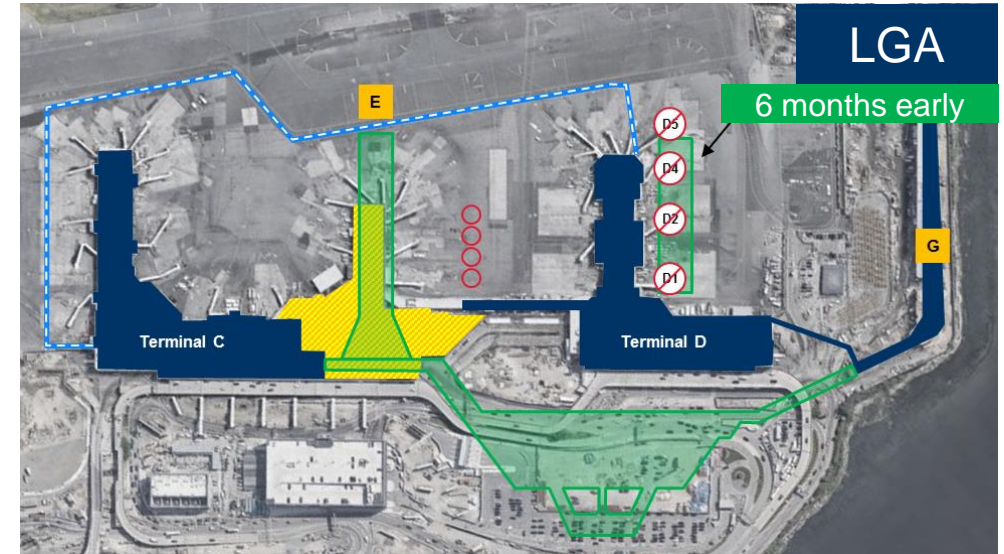 LGA
6 months early
E
D5
D4
D2
D1
G
Terminal C
Terminal D